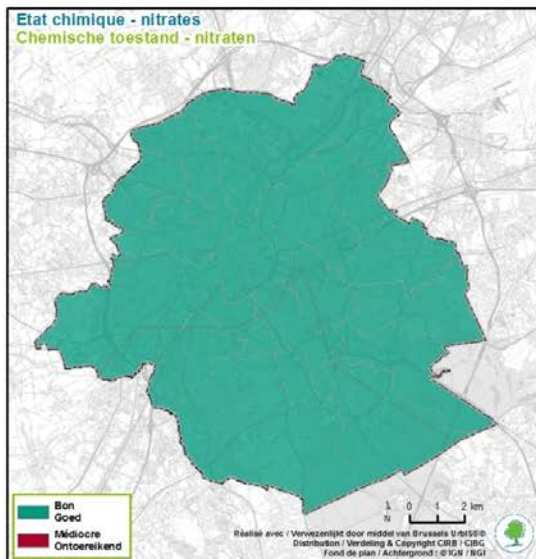 Etat chimique - nitrates
Chemische toestand - nitraten
Bon
Goed
Médiocre
Ontoereikend
N
0 1 2 km
Réalisé avec / Verwezenlijkt door middel van Brussels UrbIS®©
Distribution / Verdeling & Copyright CIRB / CIBG
Fond de plan / Achtergrond : © IGN / NGI